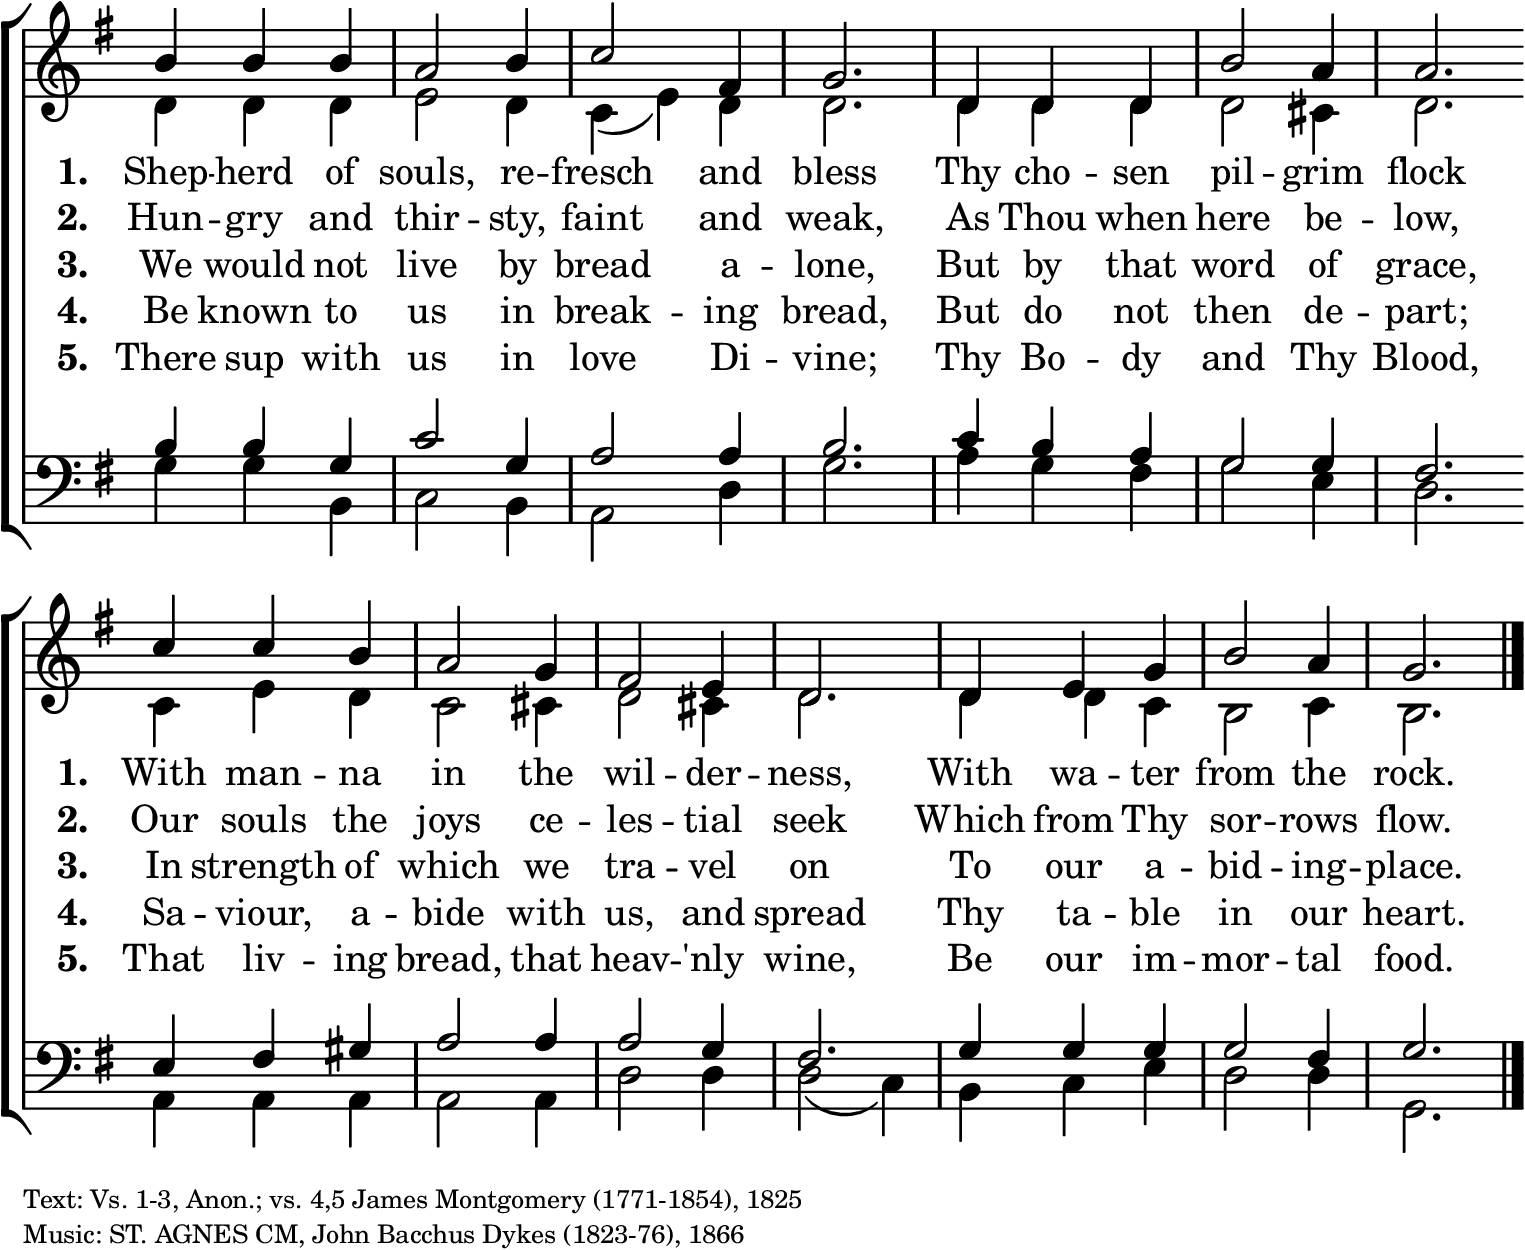 1. Shep -- herd of souls, re -- fresch and bless Thy cho -- sen pil -- grim flock
2. Hun -- gry and thir -- sty, faint and weak, As Thou when here be -- low,
3. We would not live by bread a -- lone, But by that word of grace,
4. Be known to us in break -- ing bread, But do not then de -- part;
5. There sup with us in love Di -- vine; Thy Bo -- dy and Thy Blood,
1. With man -- na in the wil -- der -- ness, With wa -- ter from the rock.
2. Our souls the joys ce -- les -- tial seek Which from Thy sor -- rows flow.
3. In strength of which we tra -- vel on To our a -- bid -- ing -- place.
4. Sa -- viour, a -- bide with us, and spread Thy ta -- ble in our heart.
5. That liv -- ing bread, that heav -- 'nly wine, Be our im -- mor -- tal food.
Text: Vs. 1-3, Anon.; vs. 4,5 James Montgomery (1771-1854), 1825
Music: ST. AGNES CM, John Bacchus Dykes (1823-76), 1866